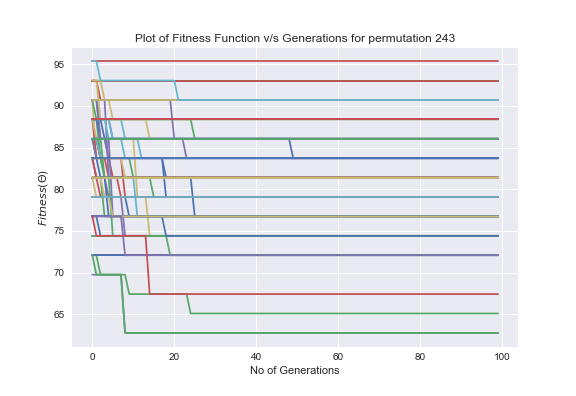 Plot of Fitness Function v/s Generations for permutation 243
95
90
85
80
75
70
65
Fitness(Θ)
0 20 40 60 80 100
No of Generations